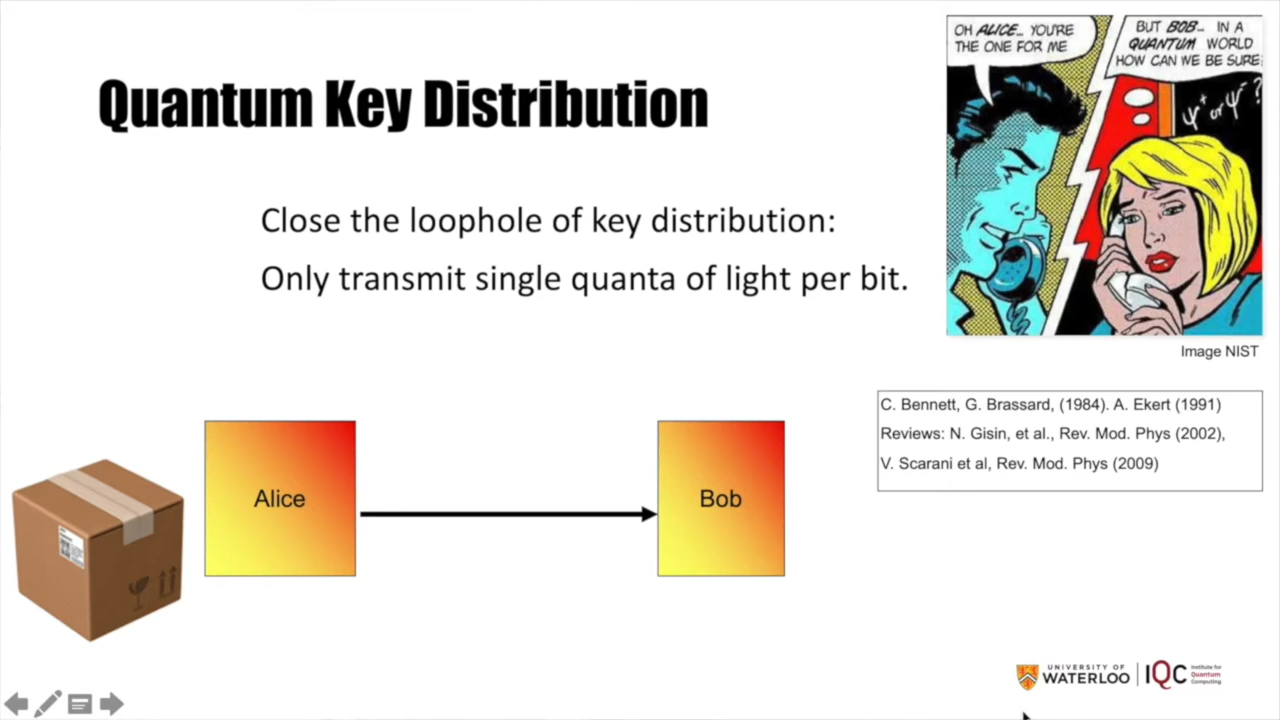 Quantum Key Distribution
OH ALICE... YOU'RE
THE ONE FOR ME
BUT BOB... IN A
QUANTUM WORLD
HOW CAN WE BE SURE
ψ⁺ or ψ⁻?
Close the loophole of key distribution:
Only transmit single quanta of light per bit.
Image NIST
C. Bennett, G. Brassard, (1984). A. Ekert (1991)
Reviews: N. Gisin, et al., Rev. Mod. Phys (2002),
V. Scarani et al, Rev. Mod. Phys (2009)
Alice
Bob
UNIVERSITY OF
WATERLOO
IQC
Institute for
Quantum
Computing